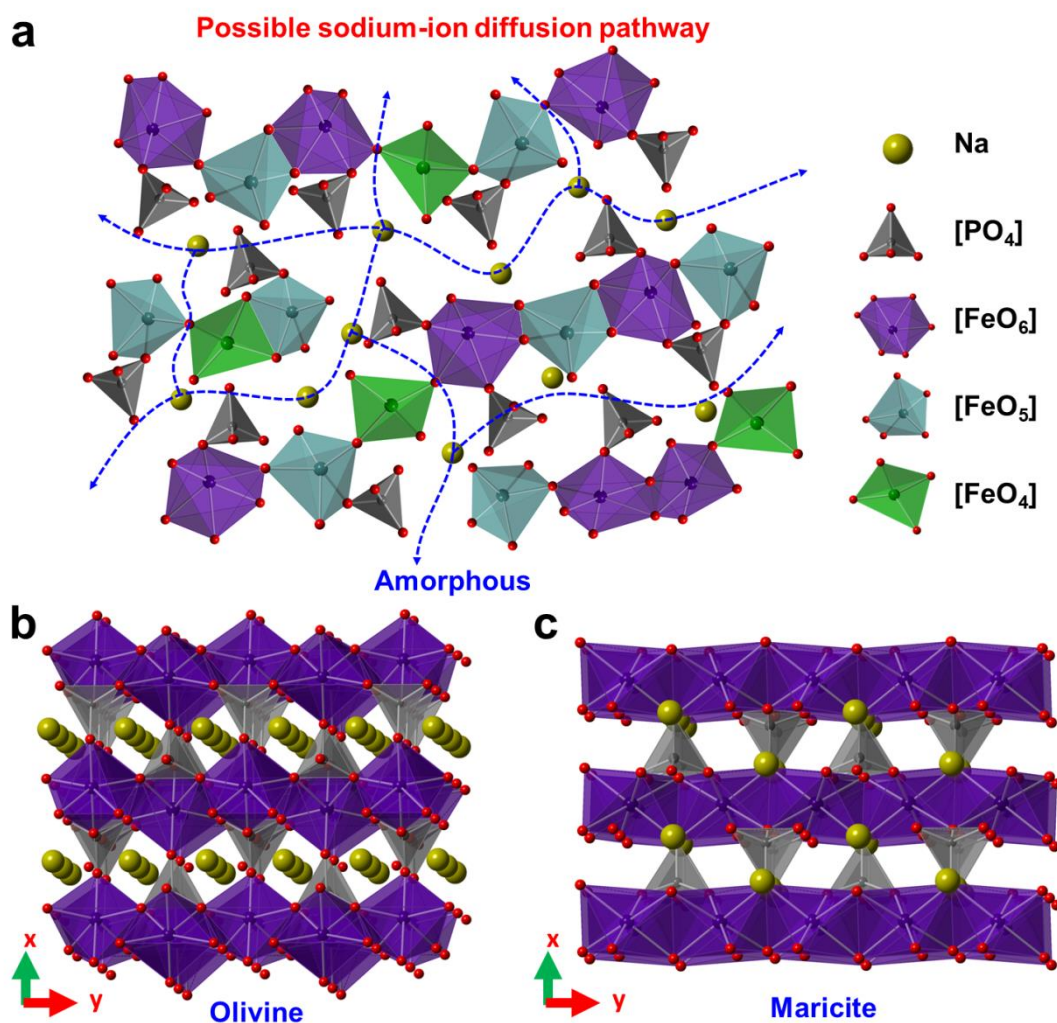 a
Possible sodium-ion diffusion pathway
Na
[PO₄]
[FeO₆]
[FeO₅]
[FeO₄]
Amorphous
b
x
y
Olivine
c
x
y
Maricite